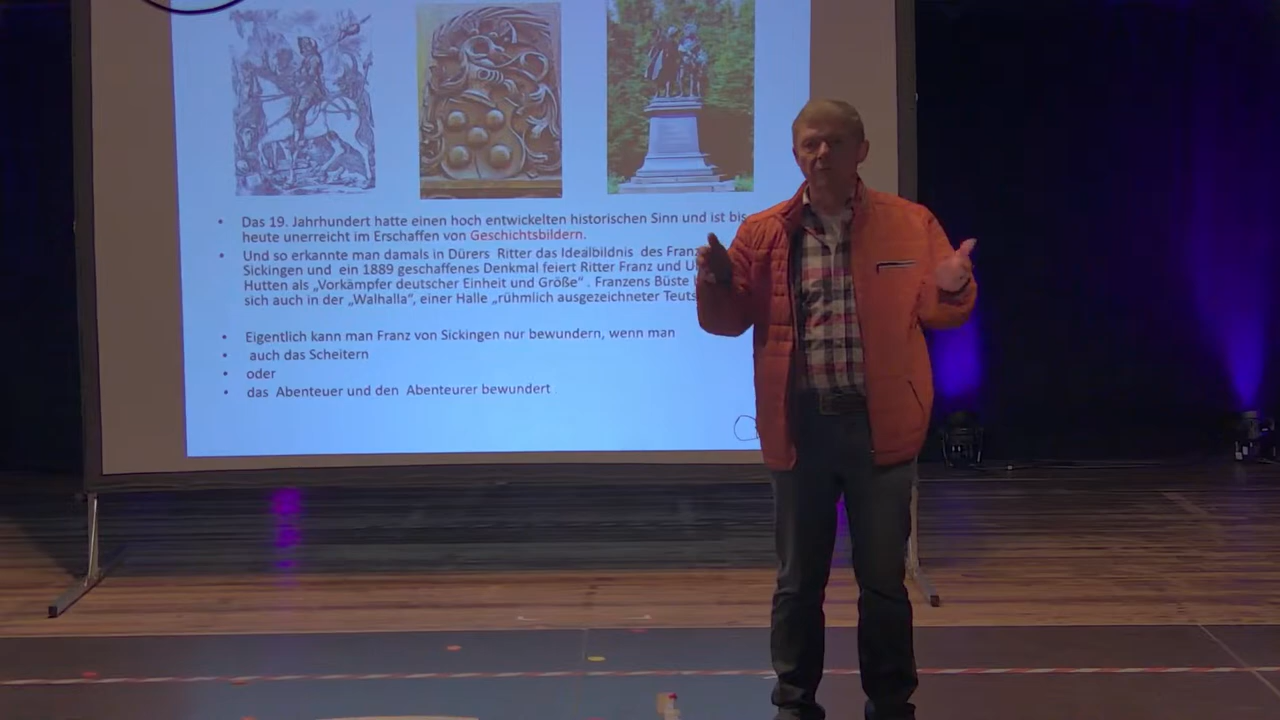 Das 19. Jahrhundert hatte einen hoch entwickelten historischen Sinn und ist bis
heute unerreicht im Erschaffen von Geschichtsbildern.
Und so erkannte man damals in Dürers Ritter das Idealbildnis des Franz
Sickingen und ein 1889 geschaffenes Denkmal feiert Ritter Franz und
Hutten als „Vorkämpfer deutscher Einheit und Größe“ . Franzens Büste
sich auch in der „Walhalla“, einer Halle „rühmlich ausgezeichneter
Eigentlich kann man Franz von Sickingen nur bewundern, wenn man
auch das Scheitern
oder
das Abenteuer und den Abenteurer bewundert